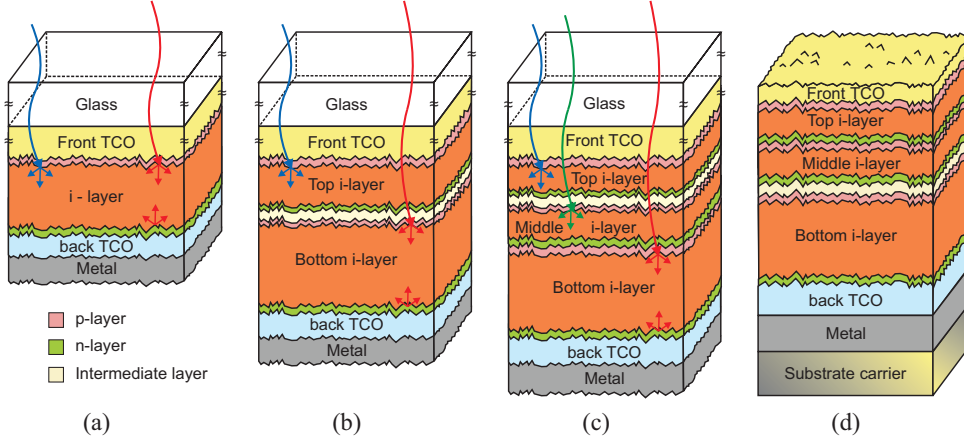 Glass
Front TCO
i - layer
back TCO
Metal
p-layer
n-layer
Intermediate layer
(a)
Glass
Front TCO
Top i-layer
Bottom i-layer
back TCO
Metal
(b)
Glass
Front TCO
Top i-layer
Middle i-layer
Bottom i-layer
back TCO
Metal
(c)
Front TCO
Top i-layer
Middle i-layer
Bottom i-layer
back TCO
Metal
Substrate carrier
(d)